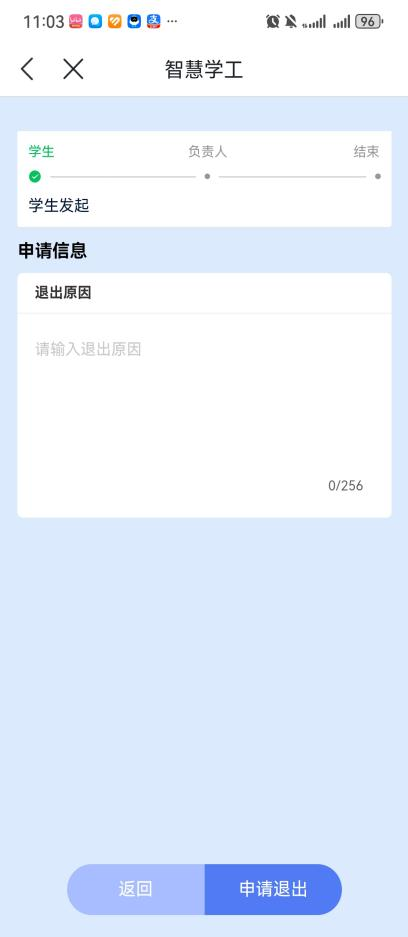 11:03 ··· 96
智慧学工
学生 负责人 结束
学生发起
申请信息
退出原因
请输入退出原因
0/256
返回 申请退出